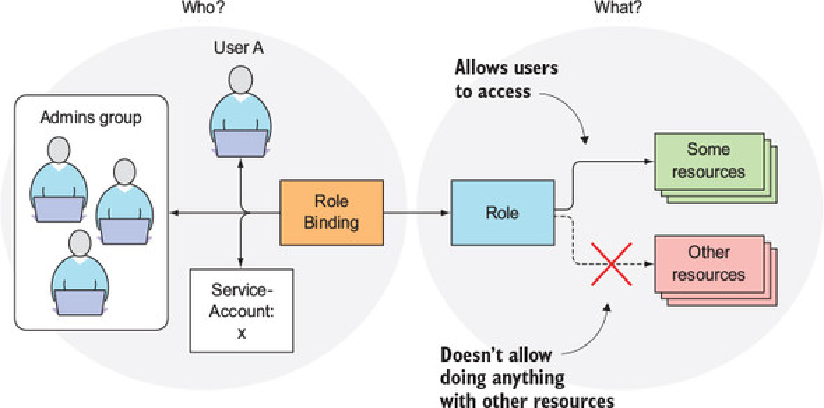 Who?
What?
User A
Allows users
to access
Admins group
Some
resources
Role
Binding
Role
Other
resources
Service-
Account:
x
Doesn't allow
doing anything
with other resources